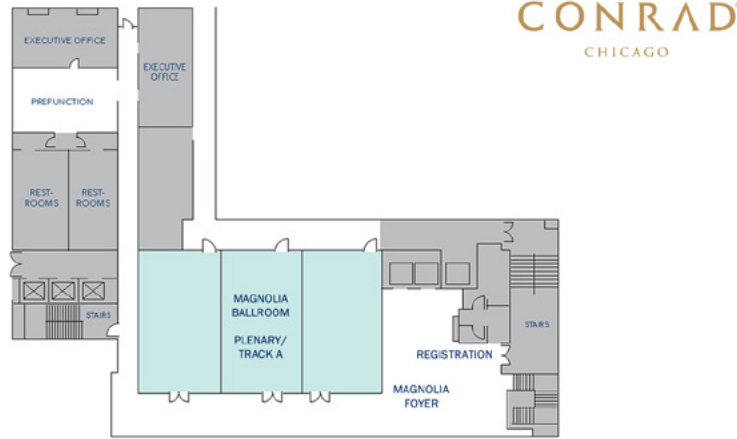 CONRAD
CHICAGO
EXECUTIVE OFFICE
EXECUTIVE
OFFICE
PREFUNCTION
REST-
ROOMS
REST-
ROOMS
STAIRS
MAGNOLIA
BALLROOM
PLENARY/
TRACK A
REGISTRATION
STAIRS
MAGNOLIA
FOYER